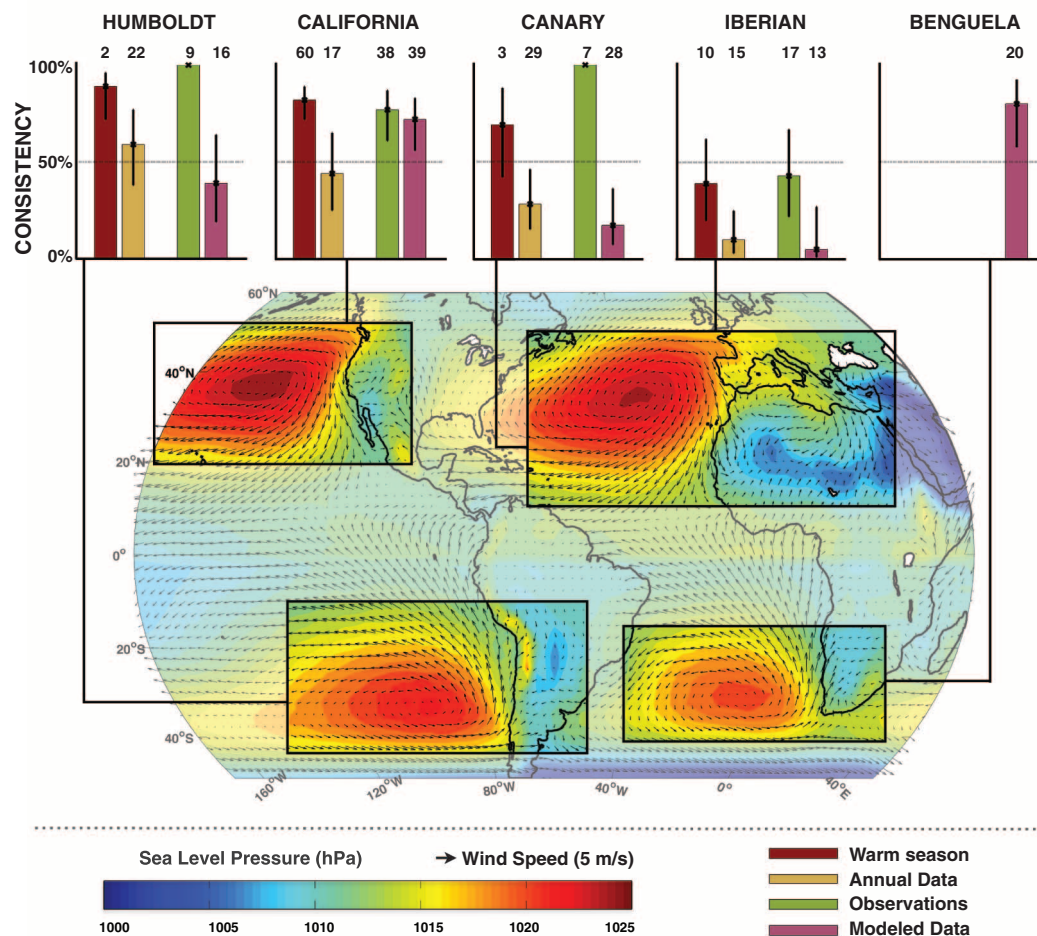 HUMBOLDT CALIFORNIA CANARY IBERIAN BENGUELA
2 22 9 16 60 17 38 39 3 29 7 28 10 15 17 13 20
100%
CONSISTENCY
50%
0%
60°N
40°N
20°N
0°
20°S
40°S
160°W 120°W 80°W 40°W 0° 40°E
Sea Level Pressure (hPa) Wind Speed (5 m/s)
1000 1005 1010 1015 1020 1025
Warm season
Annual Data
Observations
Modeled Data